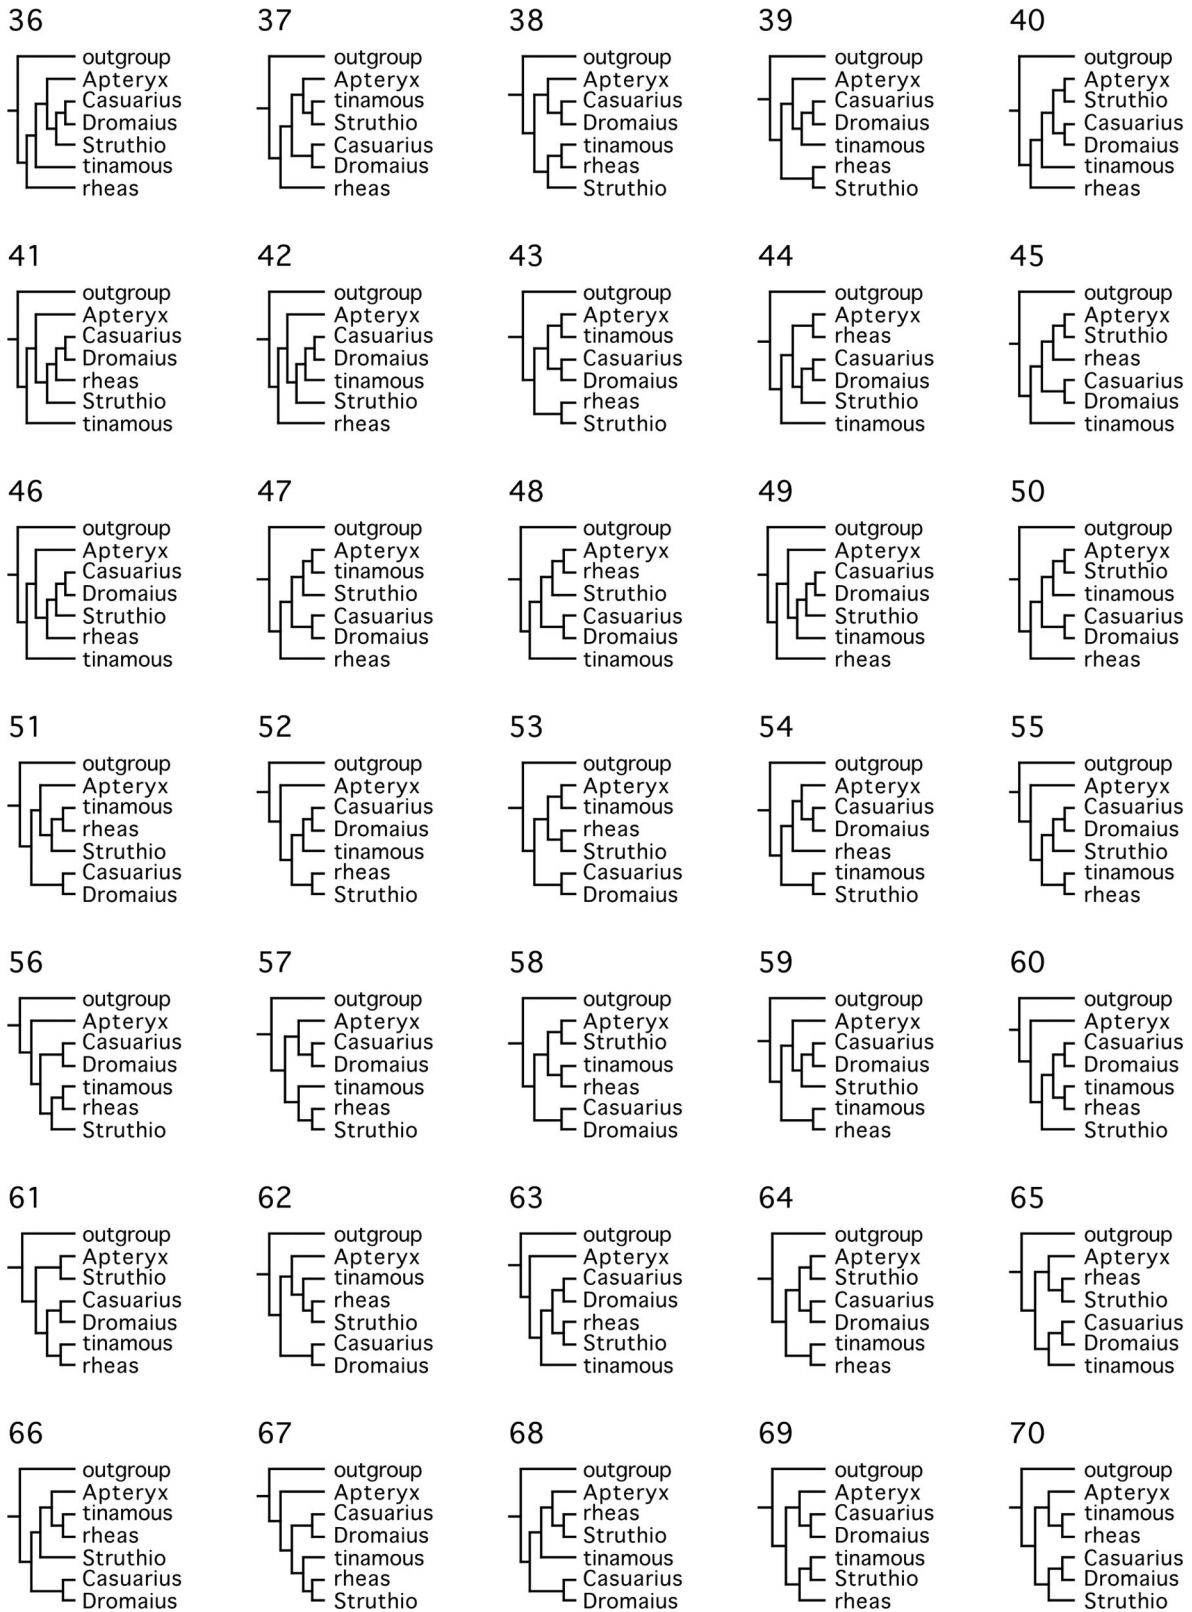 36 37 38 39 40
outgroup outgroup outgroup outgroup outgroup
Apteryx Apteryx Apteryx Apteryx Apteryx
Casuarius tinamous Casuarius Casuarius Struthio
Dromaius Struthio Dromaius Dromaius Casuarius
Struthio Casuarius tinamous tinamous Dromaius
tinamous Dromaius rheas rheas tinamous
rheas rheas Struthio Struthio rheas
41 42 43 44 45
outgroup outgroup outgroup outgroup outgroup
Apteryx Apteryx Apteryx Apteryx Apteryx
Casuarius Casuarius tinamous rheas Struthio
Dromaius Dromaius Casuarius Casuarius rheas
rheas tinamous Dromaius Dromaius Casuarius
Struthio Struthio rheas Struthio Dromaius
tinamous rheas Struthio tinamous tinamous
46 47 48 49 50
outgroup outgroup outgroup outgroup outgroup
Apteryx Apteryx Apteryx Apteryx Apteryx
Casuarius tinamous rheas Casuarius Struthio
Dromaius Struthio Struthio Dromaius tinamous
Struthio Casuarius Casuarius Struthio Casuarius
rheas Dromaius Dromaius tinamous Dromaius
tinamous rheas tinamous rheas rheas
51 52 53 54 55
outgroup outgroup outgroup outgroup outgroup
Apteryx Apteryx Apteryx Apteryx Apteryx
tinamous Casuarius tinamous Casuarius Casuarius
rheas Dromaius rheas Dromaius Dromaius
Struthio tinamous Struthio rheas Struthio
Casuarius rheas Casuarius tinamous tinamous
Dromaius Struthio Dromaius Struthio rheas
56 57 58 59 60
outgroup outgroup outgroup outgroup outgroup
Apteryx Apteryx Apteryx Apteryx Apteryx
Casuarius Casuarius Struthio Casuarius Casuarius
Dromaius Dromaius tinamous Dromaius Dromaius
tinamous tinamous rheas Struthio tinamous
rheas rheas Casuarius tinamous rheas
Struthio Struthio Dromaius rheas Struthio
61 62 63 64 65
outgroup outgroup outgroup outgroup outgroup
Apteryx Apteryx Apteryx Apteryx Apteryx
Struthio tinamous Casuarius Struthio rheas
Casuarius rheas Dromaius Casuarius Struthio
Dromaius Struthio rheas Dromaius Casuarius
tinamous Casuarius Struthio tinamous Dromaius
rheas Dromaius tinamous rheas tinamous
66 67 68 69 70
outgroup outgroup outgroup outgroup outgroup
Apteryx Apteryx Apteryx Apteryx Apteryx
tinamous Casuarius rheas Casuarius tinamous
rheas Dromaius Struthio Dromaius rheas
Struthio tinamous tinamous tinamous Casuarius
Casuarius rheas Casuarius Struthio Dromaius
Dromaius Struthio Dromaius rheas Struthio